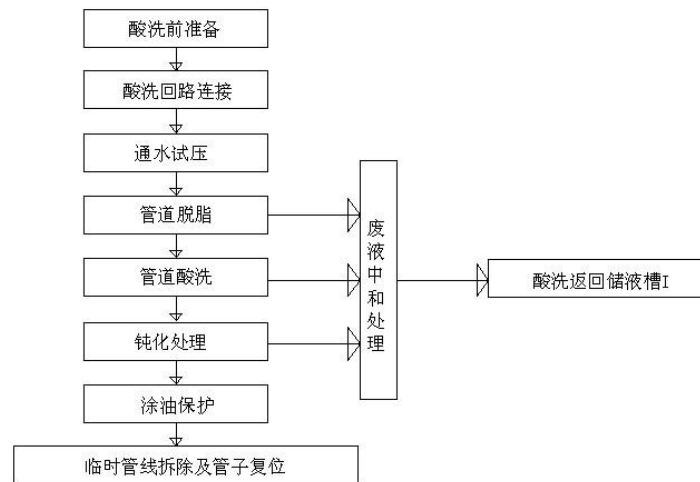 酸洗前准备
酸洗回路连接
通水试压
管道脱脂
管道酸洗
钝化处理
涂油保护
临时管线拆除及管子复位
废液中和处理
酸洗返回储液槽I